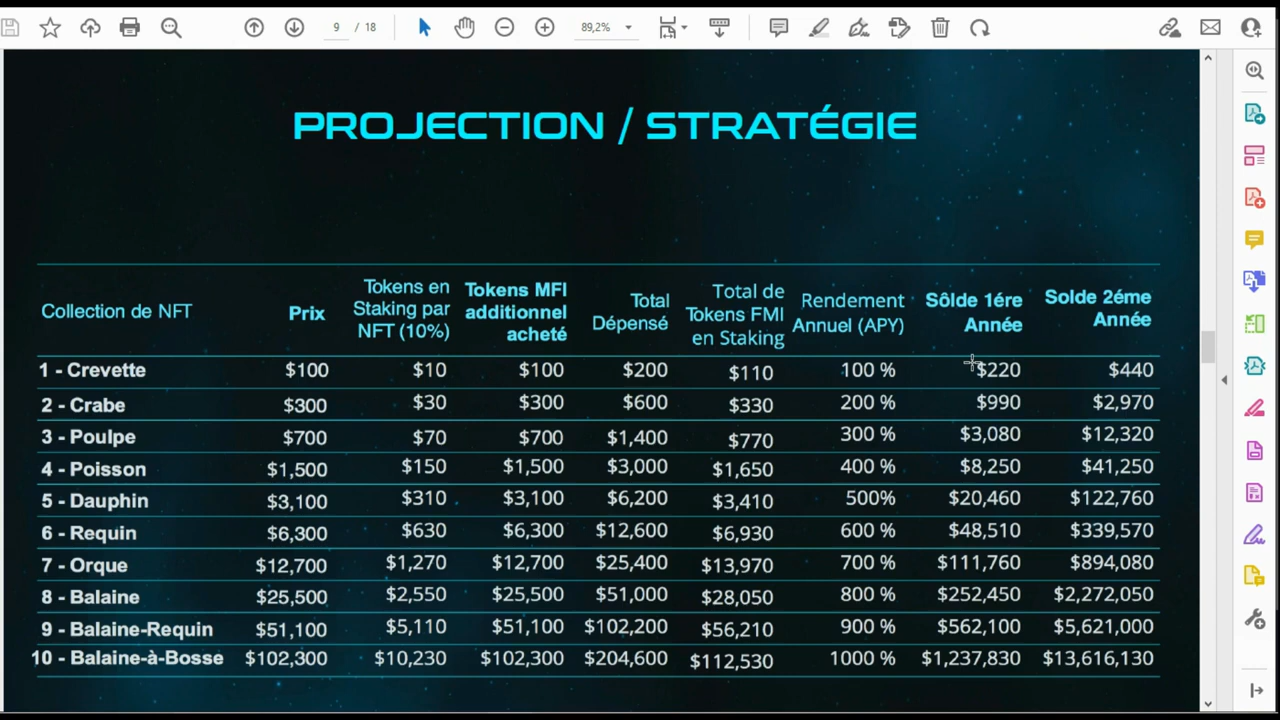 9 / 18
89,2%
PROJECTION / STRATÉGIE
Collection de NFT
Prix
Tokens en
Staking par
NFT (10%)
Tokens MFI
additionnel
acheté
Total
Dépensé
Total de
Tokens FMI
en Staking
Rendement
Annuel (APY)
Sôlde 1ére
Année
Solde 2éme
Année
1 - Crevette $100 $10 $100 $200 $110 100 % $220 $440
2 - Crabe $300 $30 $300 $600 $330 200 % $990 $2,970
3 - Poulpe $700 $70 $700 $1,400 $770 300 % $3,080 $12,320
4 - Poisson $1,500 $150 $1,500 $3,000 $1,650 400 % $8,250 $41,250
5 - Dauphin $3,100 $310 $3,100 $6,200 $3,410 500% $20,460 $122,760
6 - Requin $6,300 $630 $6,300 $12,600 $6,930 600 % $48,510 $339,570
7 - Orque $12,700 $1,270 $12,700 $25,400 $13,970 700 % $111,760 $894,080
8 - Balaine $25,500 $2,550 $25,500 $51,000 $28,050 800 % $252,450 $2,272,050
9 - Balaine-Requin $51,100 $5,110 $51,100 $102,200 $56,210 900 % $562,100 $5,621,000
10 - Balaine-à-Bosse $102,300 $10,230 $102,300 $204,600 $112,530 1000 % $1,237,830 $13,616,130